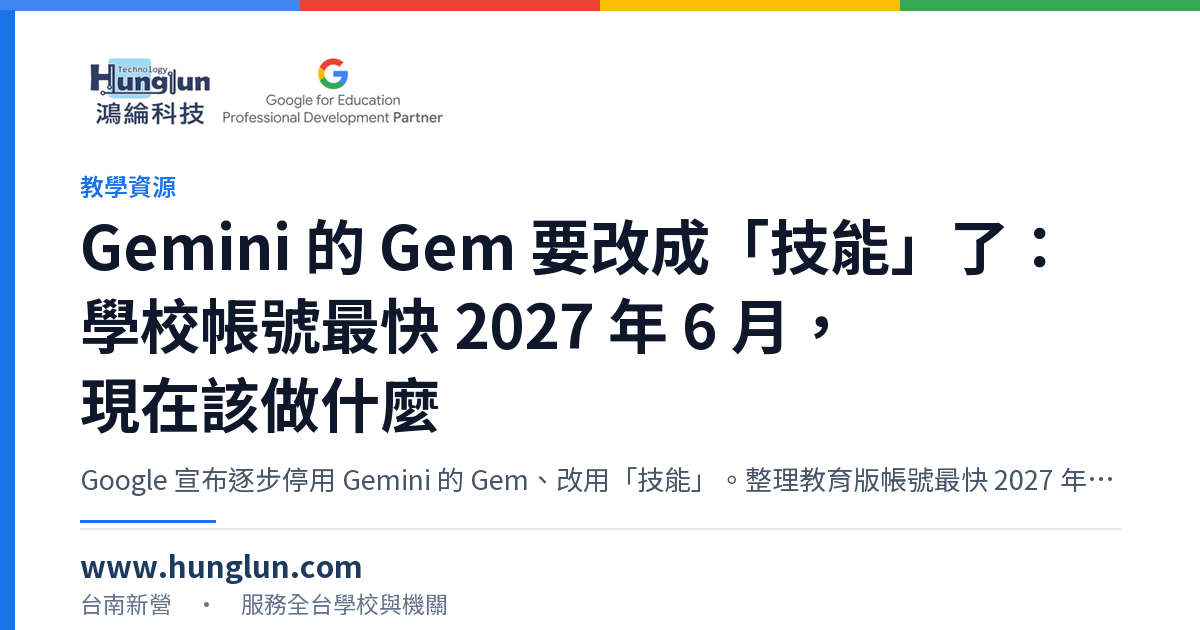 Technology
Hunglun
鴻綸科技
Google for Education
Professional Development Partner
教學資源
Gemini 的 Gem 要改成「技能」了：
學校帳號最快 2027 年 6 月，
現在該做什麼
Google 宣布逐步停用 Gemini 的 Gem、改用「技能」。整理教育版帳號最快 2027 年…
www.hunglun.com
台南新營 • 服務全台學校與機關